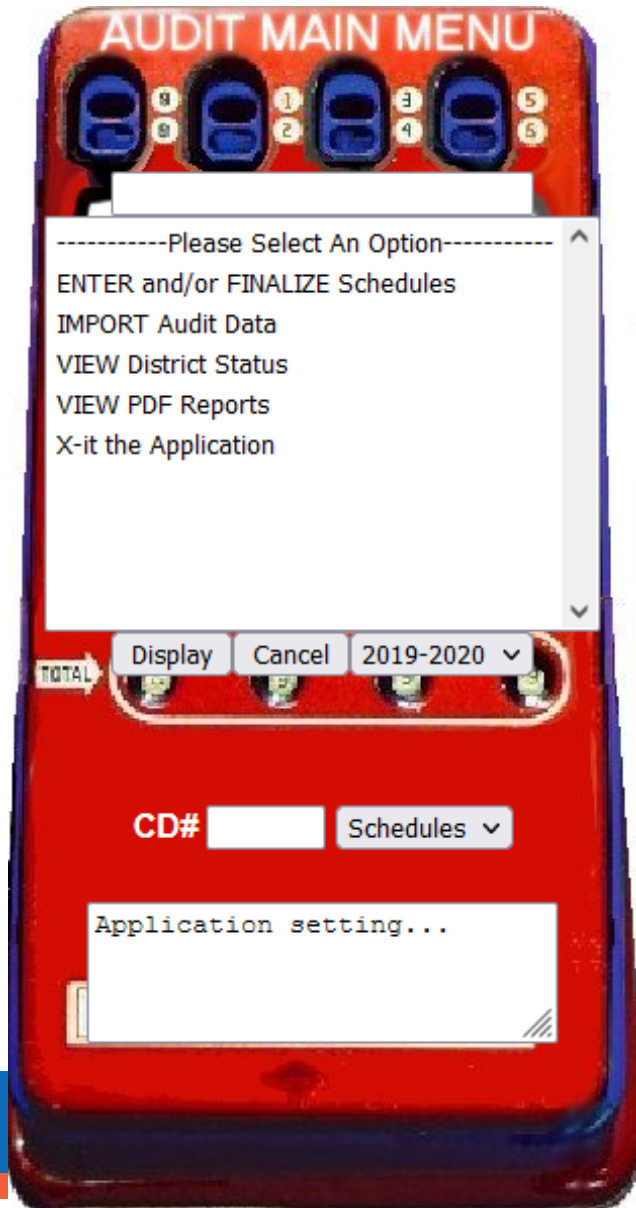 AUDIT MAIN MENU
9 1 3 5
8 2 4 6
-----------Please Select An Option-----------
ENTER and/or FINALIZE Schedules
IMPORT Audit Data
VIEW District Status
VIEW PDF Reports
X-it the Application
Display Cancel 2019-2020
TOTAL
CD# Schedules
Application setting...